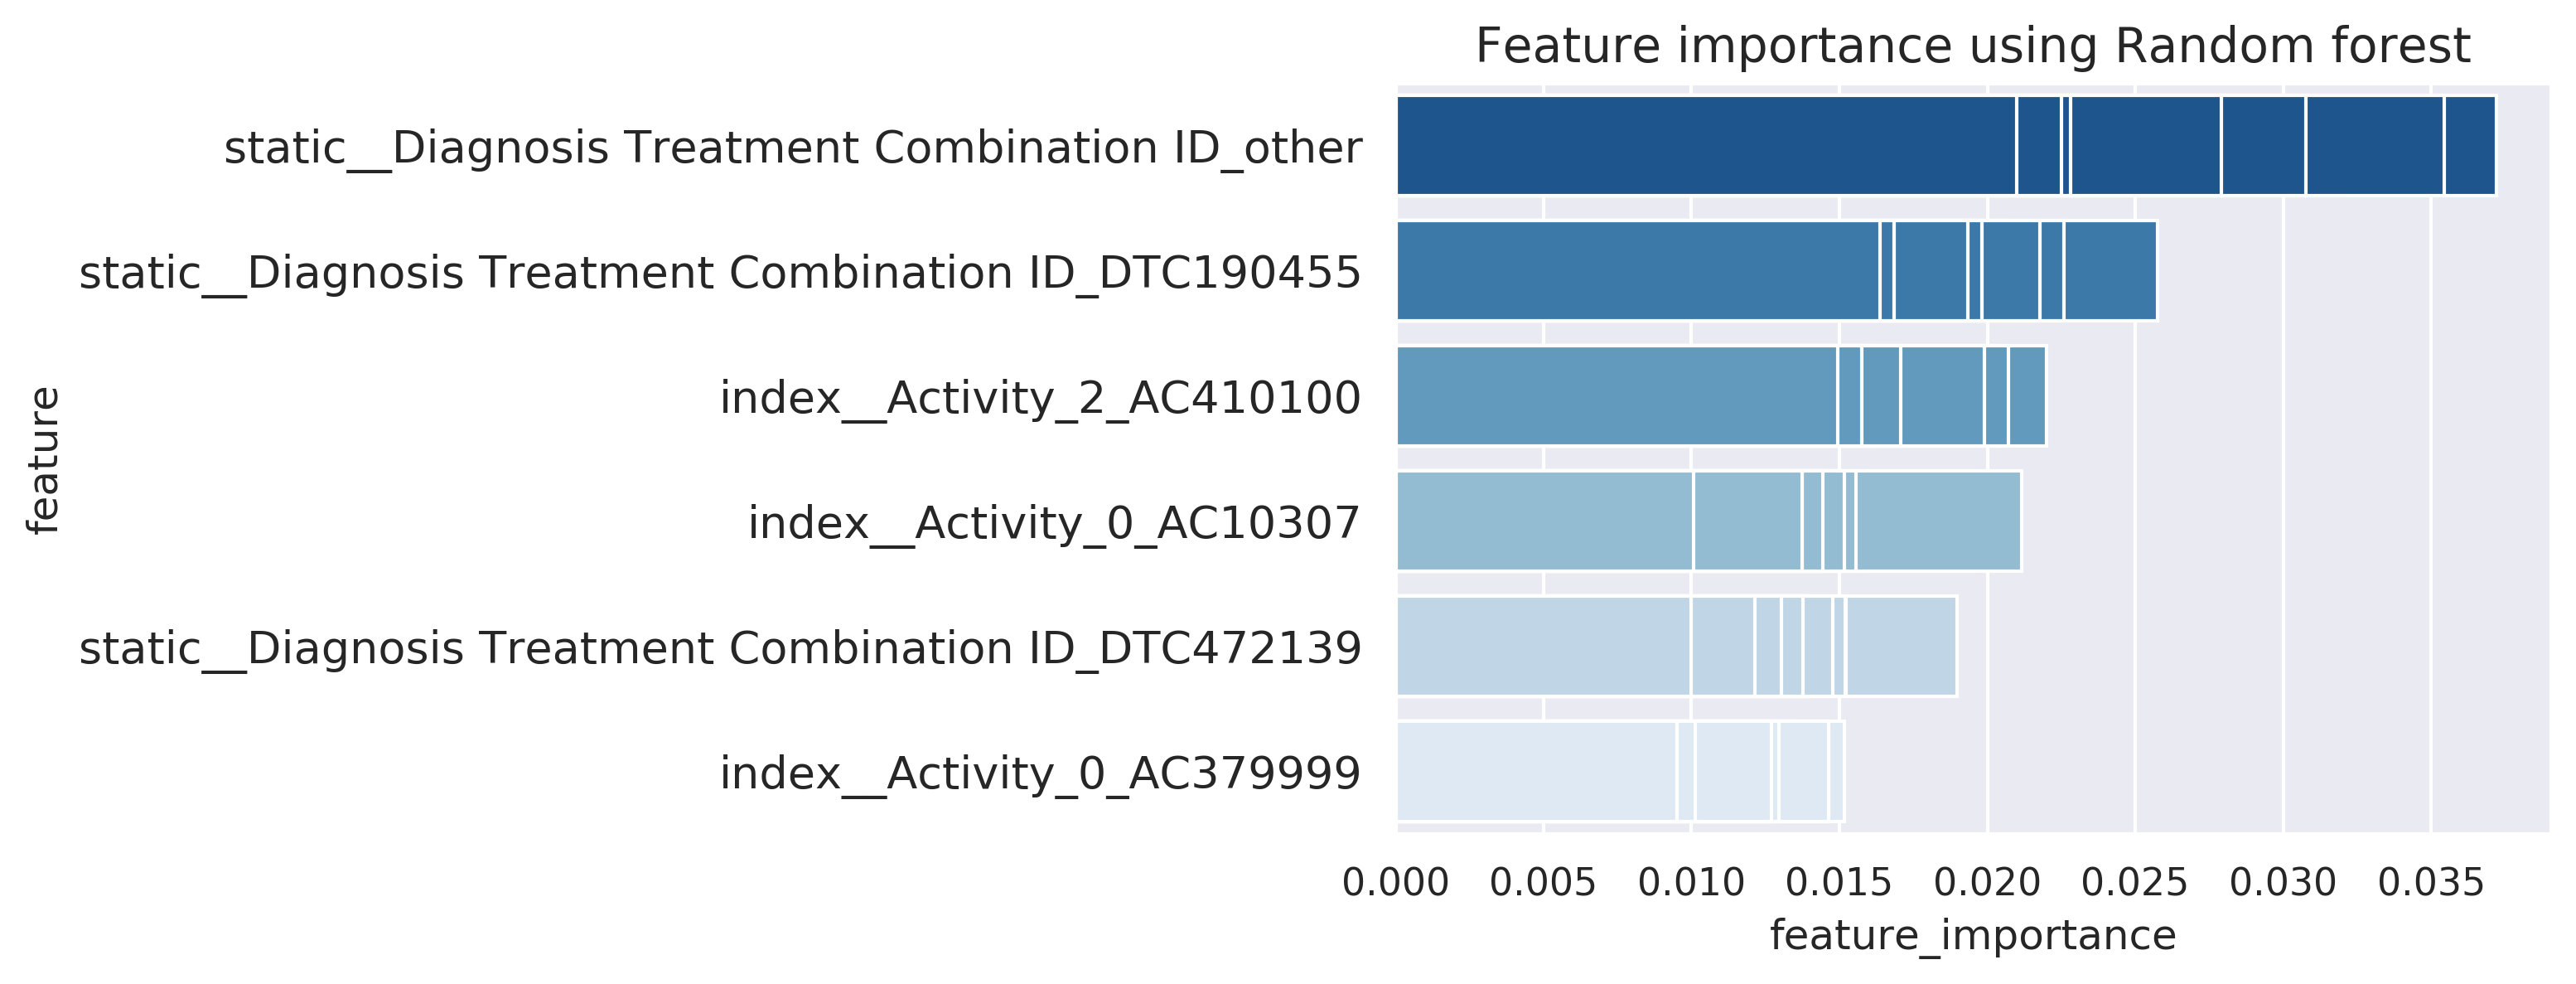 Feature importance using Random forest
static__Diagnosis Treatment Combination ID_other
static__Diagnosis Treatment Combination ID_DTC190455
index__Activity_2_AC410100
index__Activity_0_AC10307
static__Diagnosis Treatment Combination ID_DTC472139
index__Activity_0_AC379999
feature
0.000 0.005 0.010 0.015 0.020 0.025 0.030 0.035
feature_importance